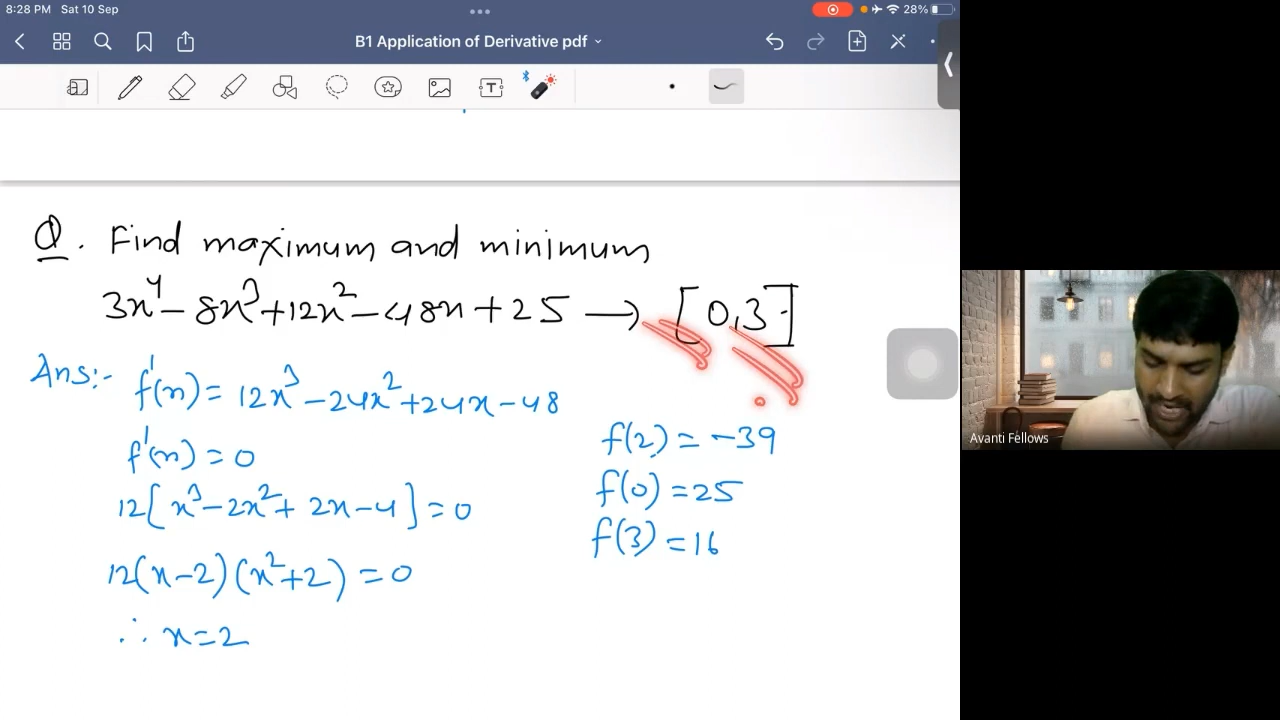 8:28 PM Sat 10 Sep
28%
B1 Application of Derivative pdf
T
Q. Find maximum and minimum
3x⁴ - 8x³ + 12x² - 48x + 25 → [0,3]
Ans:- f'(x) = 12x³ - 24x² + 24x - 48
f'(x) = 0
12[x³ - 2x² + 2x - 4] = 0
12(x-2)(x²+2) = 0
∴ x = 2
f(2) = -39
f(0) = 25
f(3) = 16
Avanti Fellows